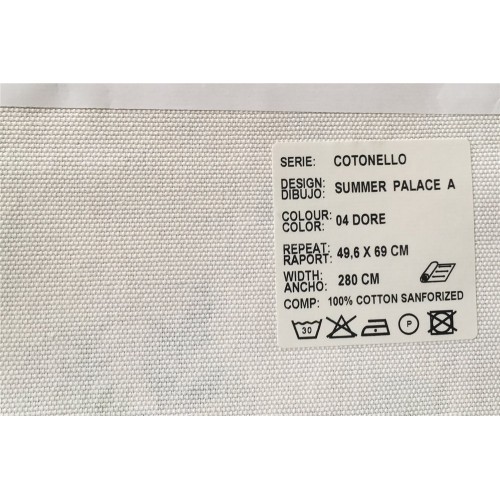 SERIE: COTONELLO
DESIGN:
DIBUJO: SUMMER PALACE A
COLOUR:
COLOR: 04 DORE
REPEAT
RAPORT: 49,6 X 69 CM
WIDTH:
ANCHO: 280 CM
COMP: 100% COTTON SANFORIZED
30 P